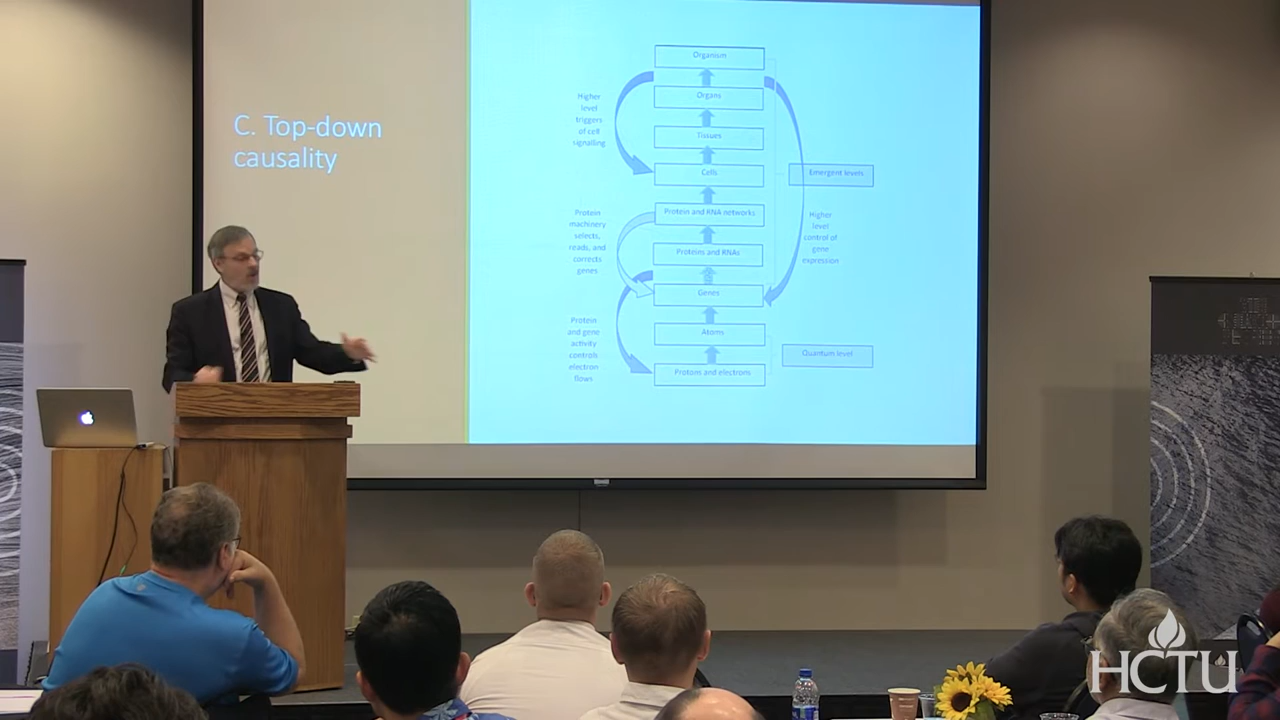 C. Top-down
causality
Organism
Organs
Tissues
Cells
Protein and RNA networks
Proteins and RNAs
Genes
Atoms
Protons and electrons
Higher
level
triggers
of cell
signalling
Protein
machinery
selects,
reads, and
corrects
genes
Protein
and gene
activity
controls
electron
flows
Emergent levels
Higher
level
control of
gene
expression
Quantum level
HCTU